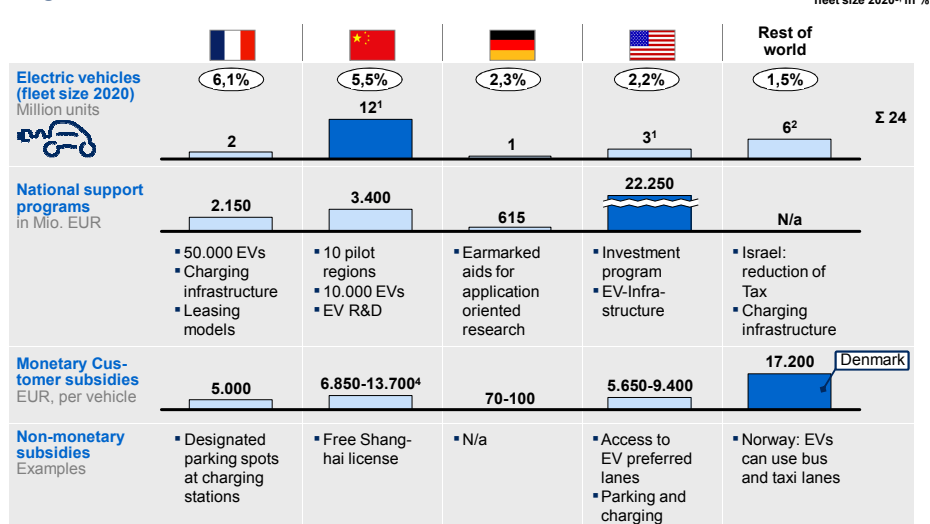 fleet size 2020
in %
Rest of
world
Electric vehicles
(fleet size 2020)
Million units
6,1%
5,5%
2,3%
2,2%
1,5%
2
12¹
1
3¹
6²
Σ 24
National support
programs
in Mio. EUR
2.150
3.400
615
22.250
N/a
▪ 50.000 EVs
▪ Charging
infrastructure
▪ Leasing
models
▪ 10 pilot
regions
▪ 10.000 EVs
▪ EV R&D
▪ Earmarked
aids for
application
oriented
research
▪ Investment
program
▪ EV-Infra-
structure
▪ Israel:
reduction of
Tax
▪ Charging
infrastructure
Monetary Cus-
tomer subsidies
EUR, per vehicle
5.000
6.850-13.700⁴
70-100
5.650-9.400
17.200
Denmark
Non-monetary
subsidies
Examples
▪ Designated
parking spots
at charging
stations
▪ Free Shang-
hai license
▪ N/a
▪ Access to
EV preferred
lanes
▪ Parking and
charging
▪ Norway: EVs
can use bus
and taxi lanes